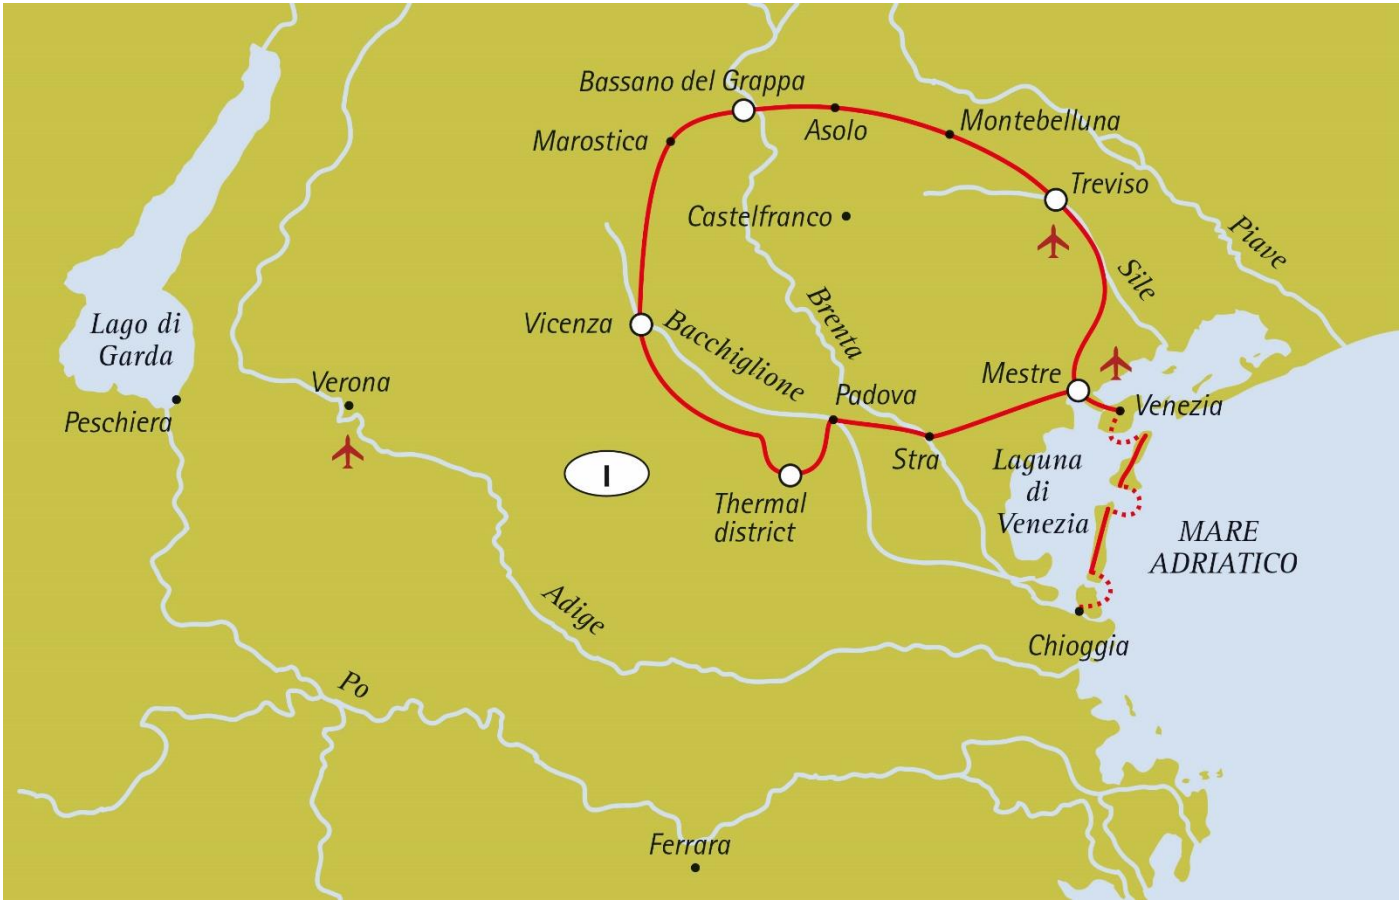 Bassano del Grappa
Asolo
Montebelluna
Marostica
Treviso
Castelfranco
Piave
Sile
Brenta
Lago di
Garda
Vicenza
Bacchiglione
Verona
Peschiera
Padova
Mestre
Venezia
Stra
I
Thermal
district
Laguna
di
Venezia
MARE
ADRIATICO
Adige
Chioggia
Po
Ferrara